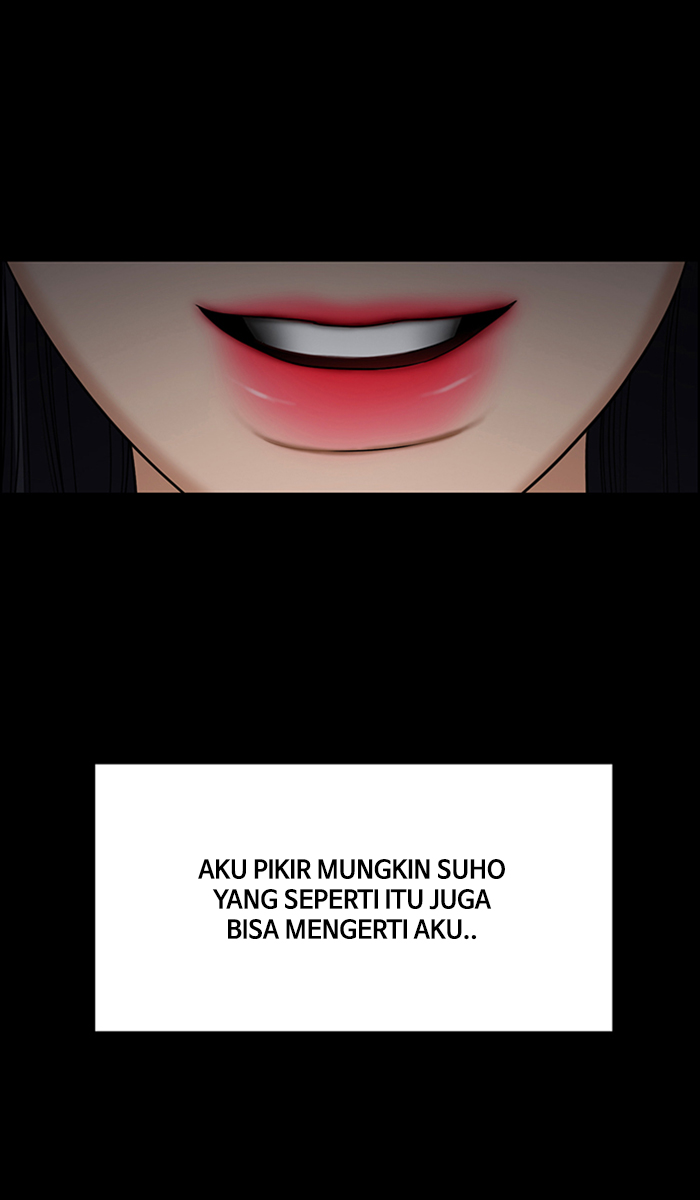 AKU PIKIR MUNGKIN SUHO
YANG SEPERTI ITU JUGA
BISA MENGERTI AKU..